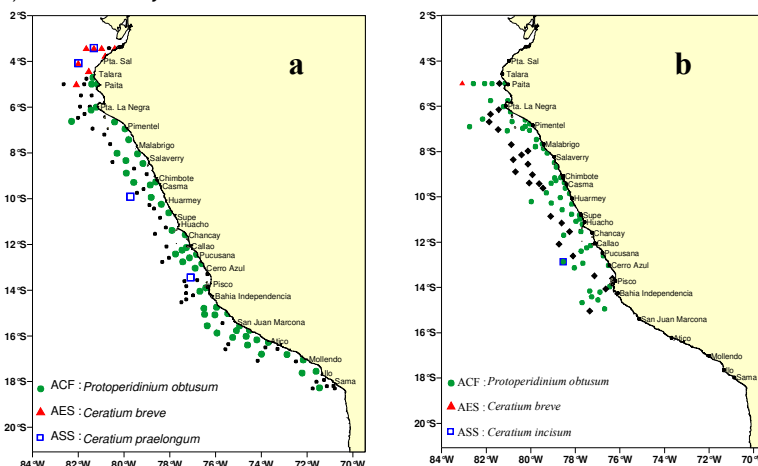 2°S
4°S
6°S
8°S
10°S
12°S
14°S
16°S
18°S
20°S
84°W 82°W 80°W 78°W 76°W 74°W 72°W 70°W
a
Pta. Sal
Talara
Paita
Pta. La Negra
Pimentel
Malabrigo
Salaverry
Chimbote
Casma
Huarmey
Supe
Huacho
Chancay
Callao
Pucusana
Cerro Azul
Pisco
Bahia Independencia
San Juan Marcona
Atico
Mollendo
Ilo
Sama
ACF : Protoperidinium obtusum
AES : Ceratium breve
ASS : Ceratium praelongum
2°S
4°S
6°S
8°S
10°S
12°S
14°S
16°S
18°S
20°S
84°W 82°W 80°W 78°W 76°W 74°W 72°W
b
Pta. Sal
Talara
Paita
Pta. La Negra
Pimentel
Malabrigo
Salaverry
Chimbote
Casma
Huarmey
Supe
Huacho
Chancay
Callao
Pucusana
Cerro Azul
Pisco
Bahia Independencia
San Juan Marcona
Atico
Mollendo
Ilo
Sama
ACF : Protoperidinium obtusum
AES : Ceratium breve
ASS : Ceratium incisum